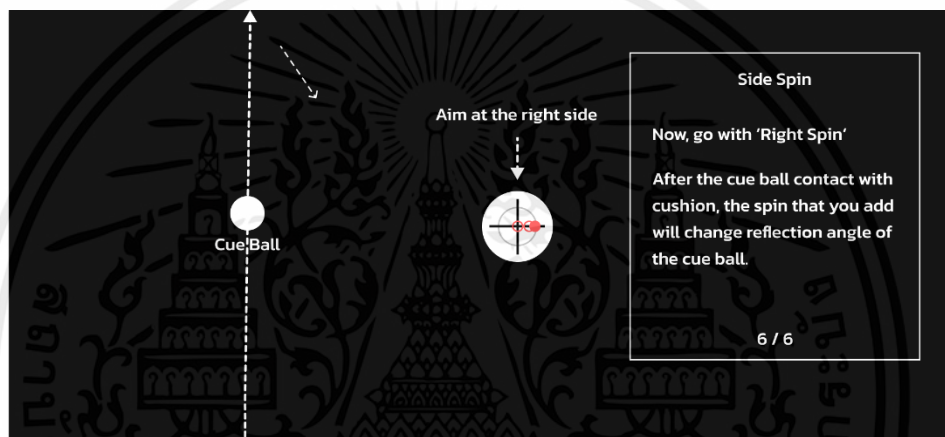 Side Spin
Aim at the right side
Now, go with ‘Right Spin’
After the cue ball contact with
cushion, the spin that you add
will change reflection angle of
the cue ball.
Cue Ball
6 / 6